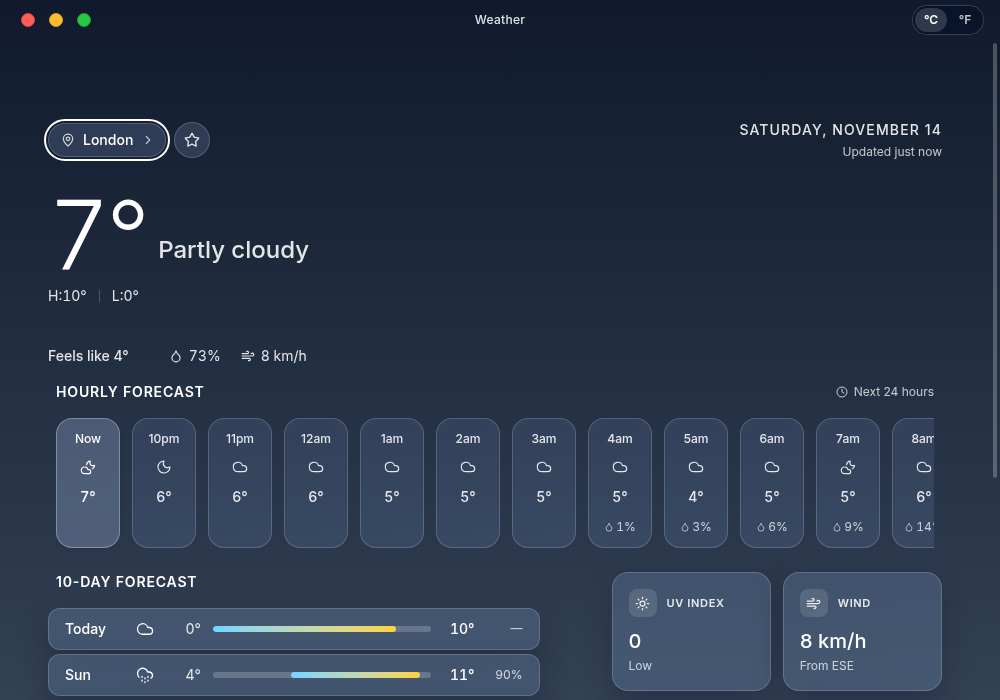 Weather
°C °F
London
SATURDAY, NOVEMBER 14
Updated just now
7° Partly cloudy
H:10° L:0°
Feels like 4° 73% 8 km/h
HOURLY FORECAST
Next 24 hours
Now 10pm 11pm 12am 1am 2am 3am 4am 5am 6am 7am 8am
7° 6° 6° 6° 5° 5° 5° 5° 4° 5° 5° 6°
1% 3% 6% 9% 14
10-DAY FORECAST
Today 0° 10° —
Sun 4° 11° 90%
UV INDEX
0
Low
WIND
8 km/h
From ESE